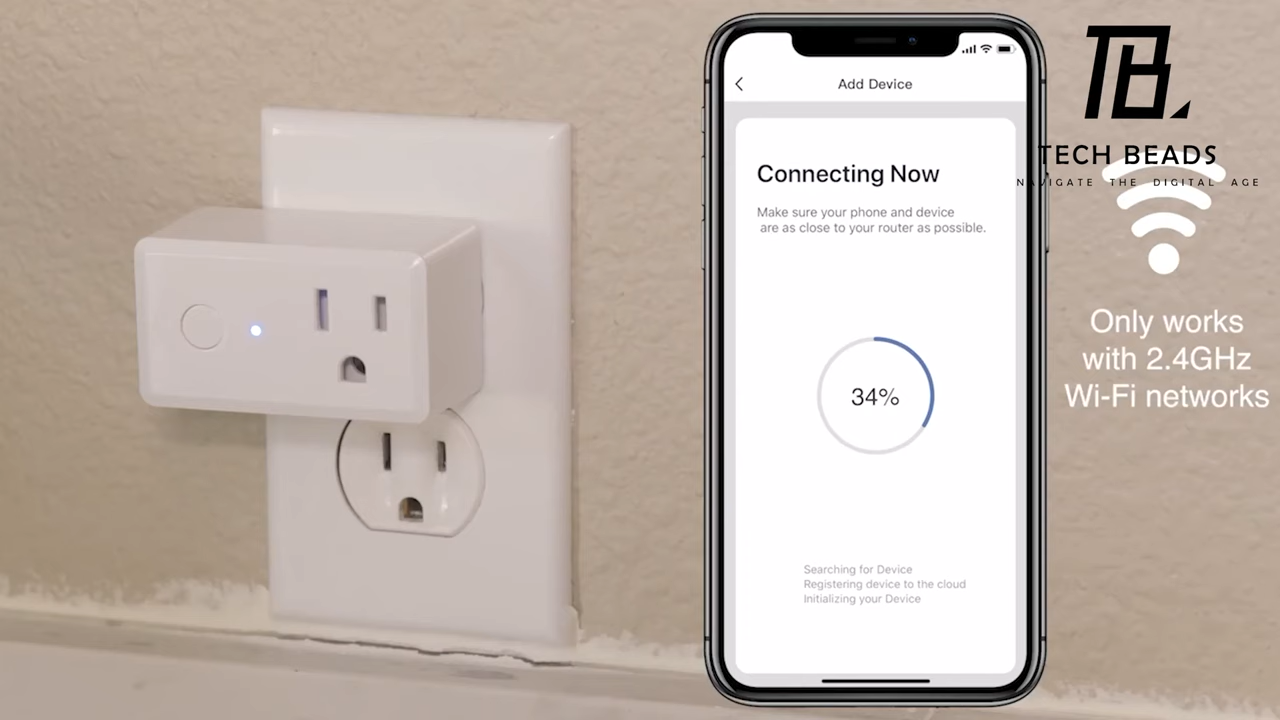 Add Device
Connecting Now
Make sure your phone and device
are as close to your router as possible.
34%
Searching for Device
Registering device to the cloud
Initializing your Device
TB.
TECH BEADS
NAVIGATE THE DIGITAL AGE
Only works
with 2.4GHz
Wi-Fi networks